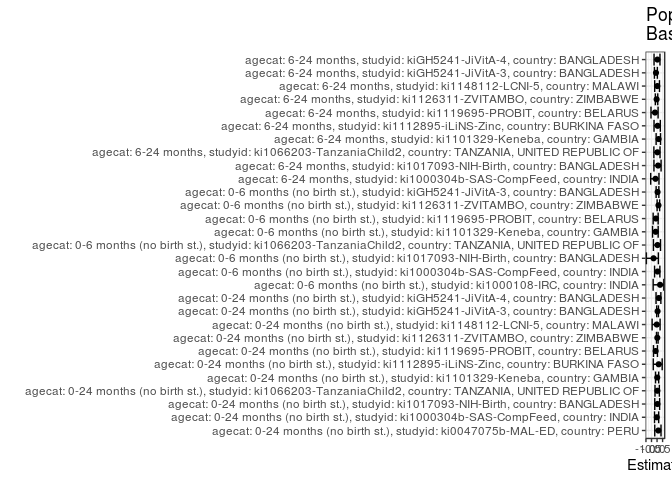 Pop
Bas
agecat: 6-24 months, studyid: kiGH5241-JiVitA-4, country: BANGLADESH
agecat: 6-24 months, studyid: kiGH5241-JiVitA-3, country: BANGLADESH
agecat: 6-24 months, studyid: ki1148112-LCNI-5, country: MALAWI
agecat: 6-24 months, studyid: ki1126311-ZVITAMBO, country: ZIMBABWE
agecat: 6-24 months, studyid: ki1119695-PROBIT, country: BELARUS
agecat: 6-24 months, studyid: ki1112895-iLiNS-Zinc, country: BURKINA FASO
agecat: 6-24 months, studyid: ki1101329-Keneba, country: GAMBIA
agecat: 6-24 months, studyid: ki1066203-TanzaniaChild2, country: TANZANIA, UNITED REPUBLIC OF
agecat: 6-24 months, studyid: ki1017093-NIH-Birth, country: BANGLADESH
agecat: 6-24 months, studyid: ki1000304b-SAS-CompFeed, country: INDIA
agecat: 0-6 months (no birth st.), studyid: kiGH5241-JiVitA-3, country: BANGLADESH
agecat: 0-6 months (no birth st.), studyid: ki1126311-ZVITAMBO, country: ZIMBABWE
agecat: 0-6 months (no birth st.), studyid: ki1119695-PROBIT, country: BELARUS
agecat: 0-6 months (no birth st.), studyid: ki1101329-Keneba, country: GAMBIA
agecat: 0-6 months (no birth st.), studyid: ki1066203-TanzaniaChild2, country: TANZANIA, UNITED REPUBLIC OF
agecat: 0-6 months (no birth st.), studyid: ki1017093-NIH-Birth, country: BANGLADESH
agecat: 0-6 months (no birth st.), studyid: ki1000304b-SAS-CompFeed, country: INDIA
agecat: 0-6 months (no birth st.), studyid: ki1000108-IRC, country: INDIA
agecat: 0-24 months (no birth st.), studyid: kiGH5241-JiVitA-4, country: BANGLADESH
agecat: 0-24 months (no birth st.), studyid: kiGH5241-JiVitA-3, country: BANGLADESH
agecat: 0-24 months (no birth st.), studyid: ki1148112-LCNI-5, country: MALAWI
agecat: 0-24 months (no birth st.), studyid: ki1126311-ZVITAMBO, country: ZIMBABWE
agecat: 0-24 months (no birth st.), studyid: ki1119695-PROBIT, country: BELARUS
agecat: 0-24 months (no birth st.), studyid: ki1112895-iLiNS-Zinc, country: BURKINA FASO
agecat: 0-24 months (no birth st.), studyid: ki1101329-Keneba, country: GAMBIA
agecat: 0-24 months (no birth st.), studyid: ki1066203-TanzaniaChild2, country: TANZANIA, UNITED REPUBLIC OF
agecat: 0-24 months (no birth st.), studyid: ki1017093-NIH-Birth, country: BANGLADESH
agecat: 0-24 months (no birth st.), studyid: ki1000304b-SAS-CompFeed, country: INDIA
agecat: 0-24 months (no birth st.), studyid: ki0047075b-MAL-ED, country: PERU
Estima